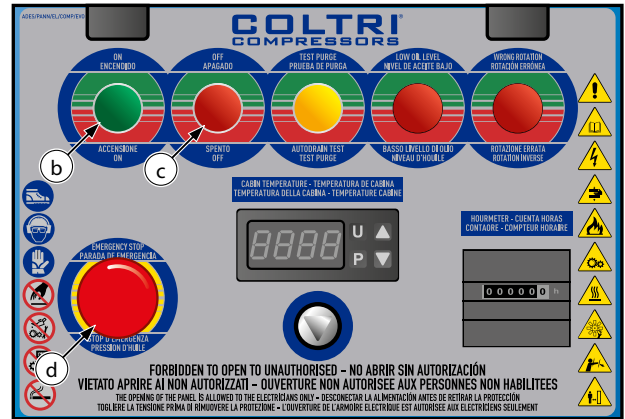 ADES/PANN/EL/COMP/EVO
COLTRI®
COMPRESSORS
ON
ENCENDIDO
OFF
APAGADO
TEST PURGE
PRUEBA DE PURGA
LOW OIL LEVEL
NIVEL DE ACEITE BAJO
WRONG ROTATION
ROTACIÓN ERRÓNEA
b
c
ACCENSIONE
ON
SPENTO
OFF
AUTODRAIN TEST
TEST PURGE
BASSO LIVELLO DI OLIO
NIVEAU D'HOUILE
ROTAZIONE ERRATA
ROTATION INVERSE
CABIN TEMPERATURE - TEMPERATURA DE CABINA
TEMPERATURA DELLA CABINA - TEMPERATURE CABINE
8888 U
P
HOURMETER - CUENTA HORAS
CONTAORE - COMPTEUR HORAIRE
000000 h
EMERGENCY STOP
PARADA DE EMERGENCIA
STOP D'EMERGENZA
PRESSION D'HUILE
d
FORBIDDEN TO OPEN TO UNAUTHORISED - NO ABRIR SIN AUTORIZACIÓN
VIETATO APRIRE AI NON AUTORIZZATI - OUVERTURE NON AUTORISEE AUX PERSONNES NON HABILITEES
THE OPENING OF THE PANEL IS ALLOWED TO THE ELECTRICIANS ONLY - DESCONECTAR LA ALIMENTACIÓN ANTES DE RETIRAR LA PROTECCIÓN
TOGLIERE LA TENSIONE PRIMA DI RIMUOVERE LA PROTEZIONE - L'OUVERTURE DE L'ARMOIRE ELECTRIQUE EST AUTORISEE AUX ELECTRICIENS SEULEMENT